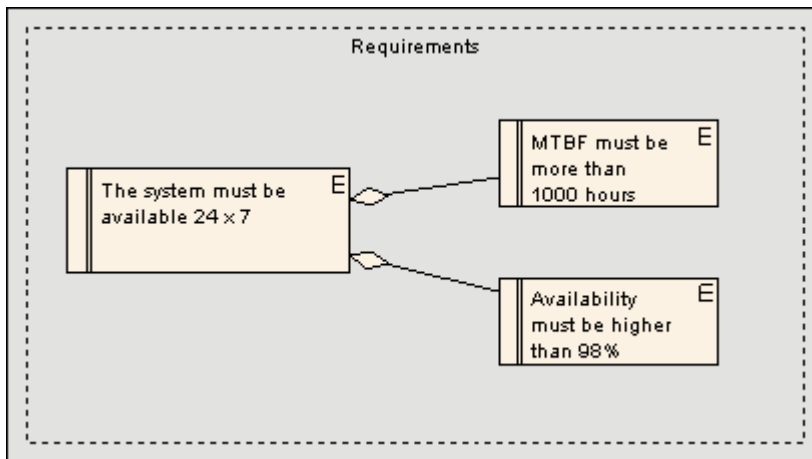 Requirements
The system must be E
available 24 x 7
MTBF must be E
more than
1000 hours
Availability E
must be higher
than 98%